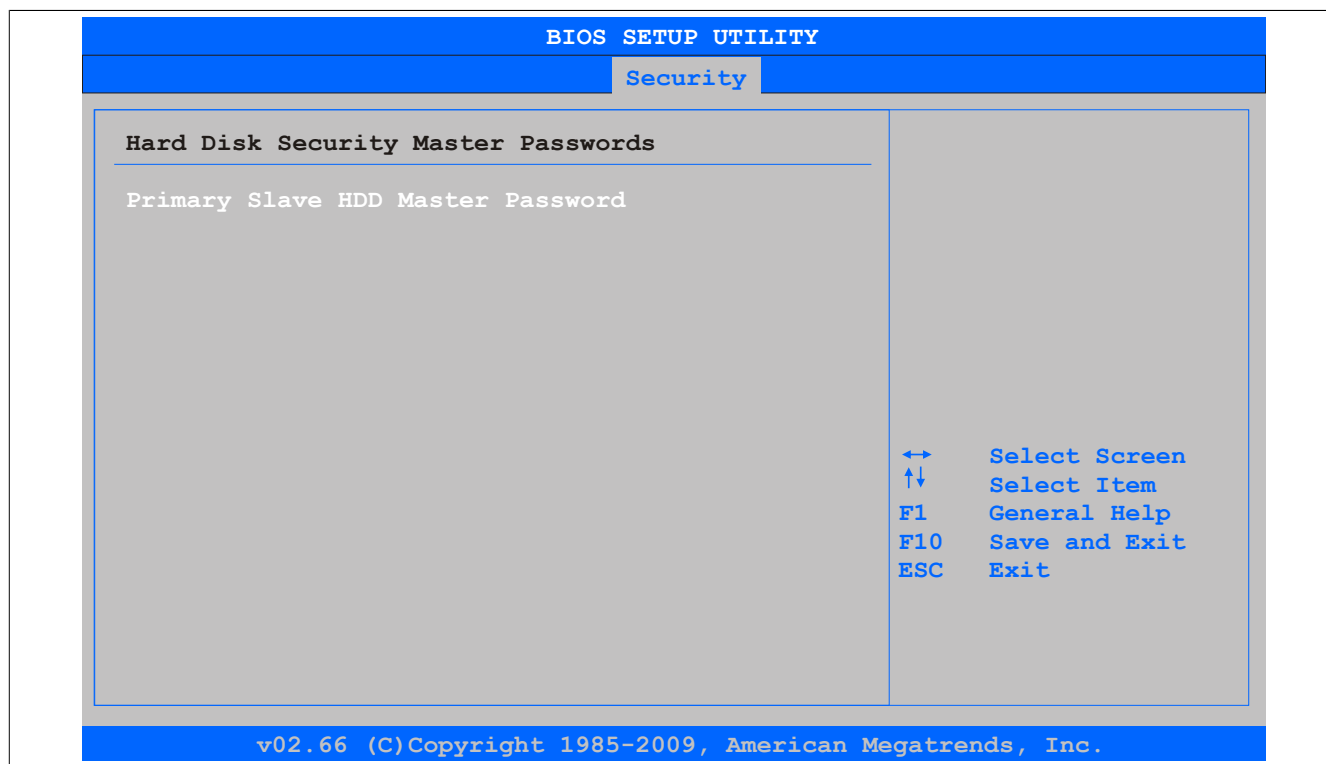 BIOS SETUP UTILITY
Security
Hard Disk Security Master Passwords
Primary Slave HDD Master Password
↔ Select Screen
↑↓ Select Item
F1 General Help
F10 Save and Exit
ESC Exit
v02.66 (C)Copyright 1985-2009, American Megatrends, Inc.